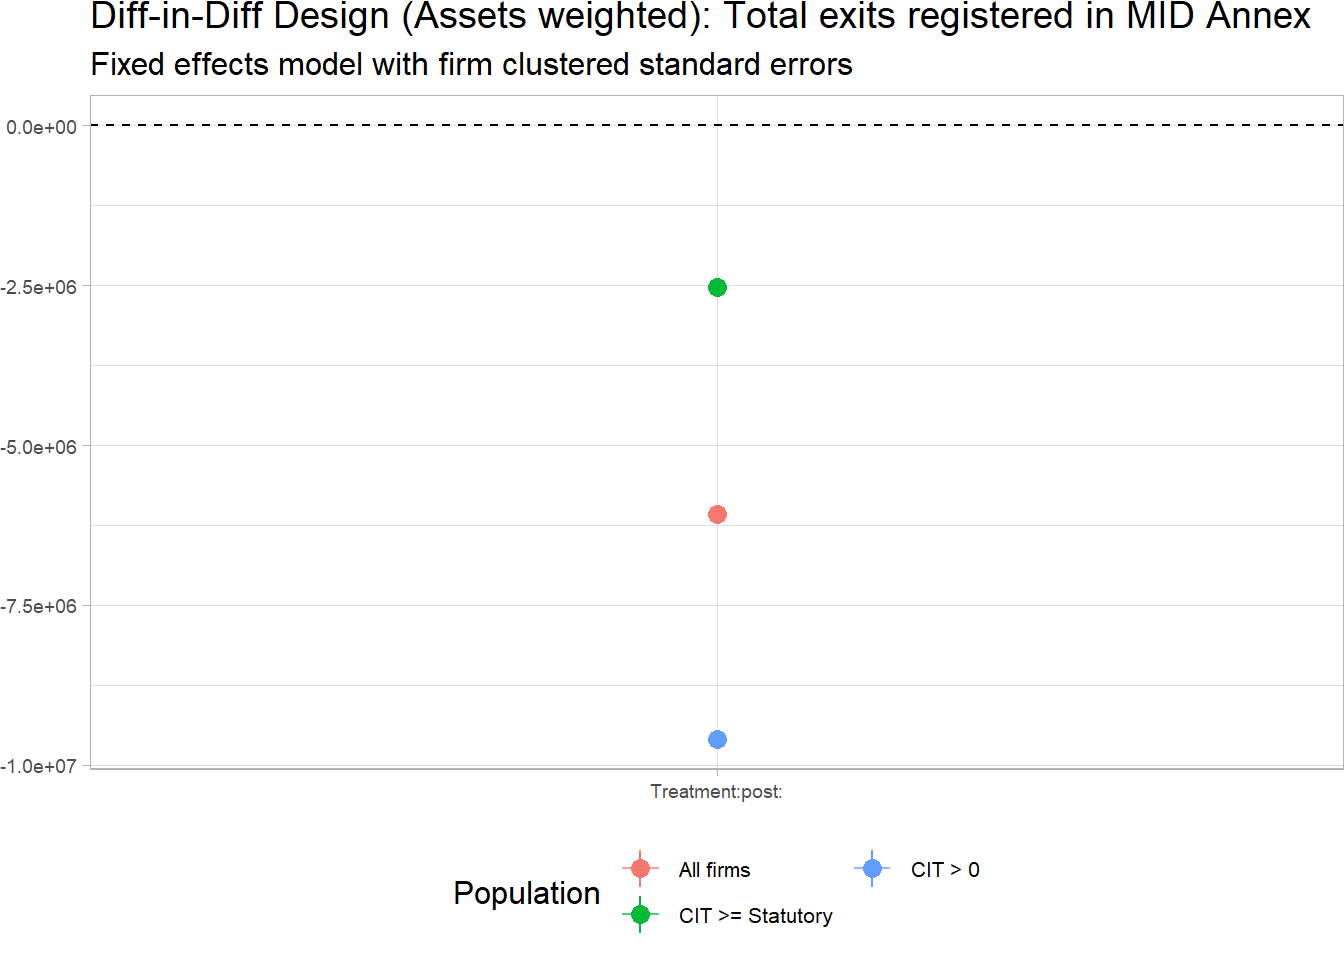 Diff-in-Diff Design (Assets weighted): Total exits registered in MID Annex
Fixed effects model with firm clustered standard errors
0.0e+00
-2.5e+06
-5.0e+06
-7.5e+06
-1.0e+07
Treatment:post:
Population
All firms
CIT > 0
CIT >= Statutory